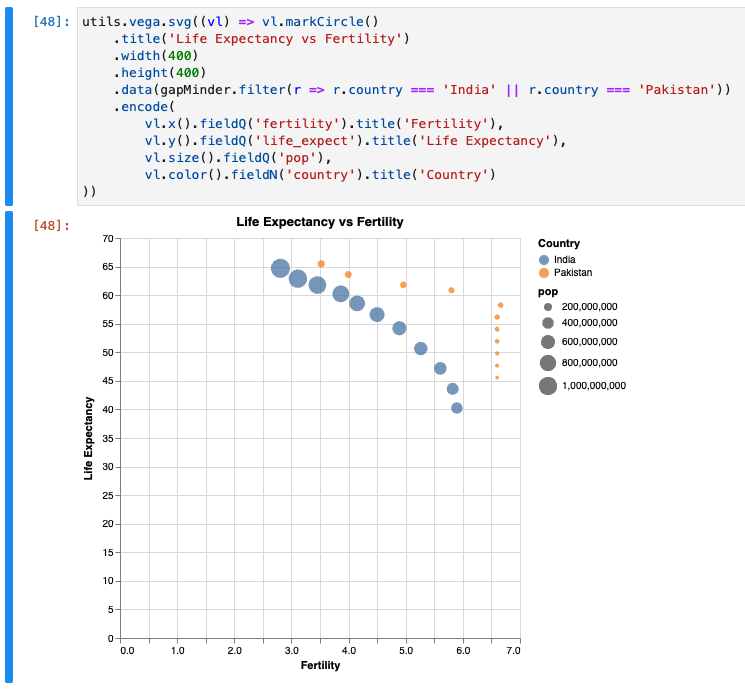 [48]: utils.vega.svg((vl) => vl.markCircle()
.title('Life Expectancy vs Fertility')
.width(400)
.height(400)
.data(gapMinder.filter(r => r.country === 'India' || r.country === 'Pakistan'))
.encode(
vl.x().fieldQ('fertility').title('Fertility'),
vl.y().fieldQ('life_expect').title('Life Expectancy'),
vl.size().fieldQ('pop'),
vl.color().fieldN('country').title('Country')
))
[48]:
Life Expectancy vs Fertility
70
65
60
55
50
45
40
35
30
25
20
15
10
5
0
Life Expectancy
0.0 1.0 2.0 3.0 4.0 5.0 6.0 7.0
Fertility
Country
India
Pakistan
pop
200,000,000
400,000,000
600,000,000
800,000,000
1,000,000,000